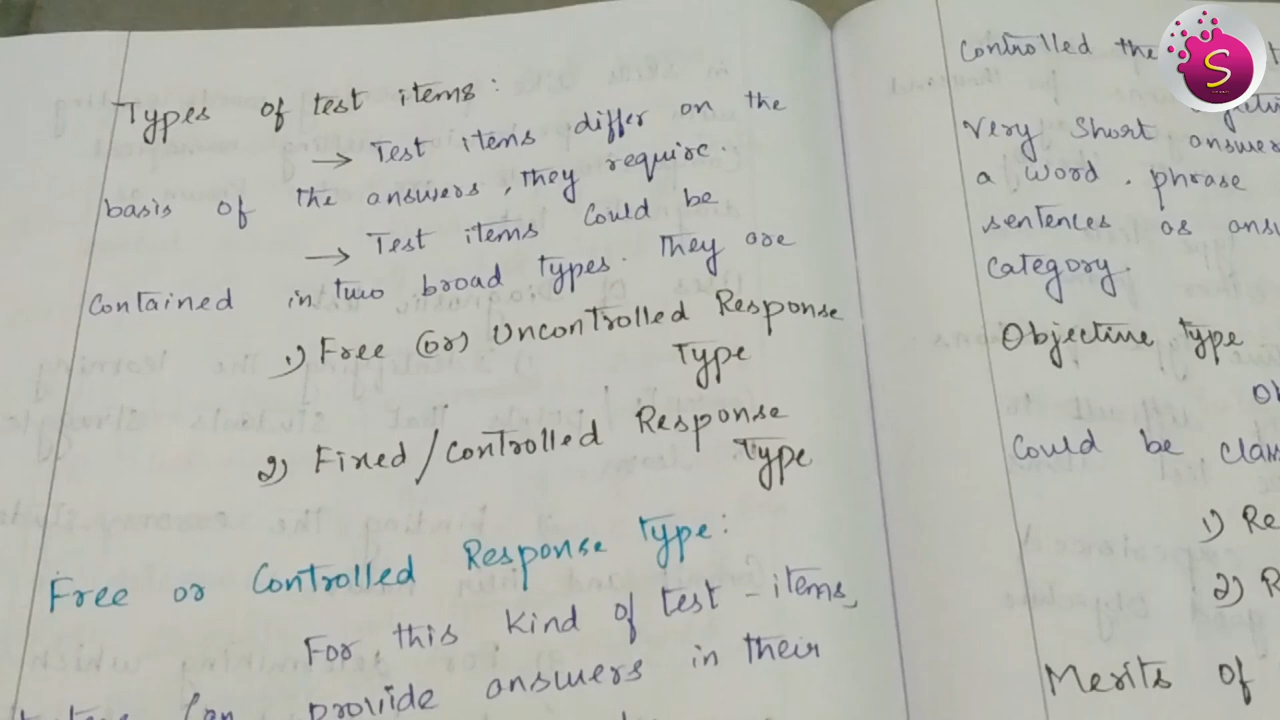 Types of test items:
→ Test items differ on the
basis of the answers, they require.
→ Test items could be
contained in two broad types. They are
1) Free (or) Uncontrolled Response
Type
2) Fixed/controlled Response
Type
Free or Controlled Response Type:
For this kind of test-items,
can provide answers in their
Controlled the
Very Short answer
a word. phrase
sentences as
category.
Objective type
Could be
1) Re
2) R
Merits of
S